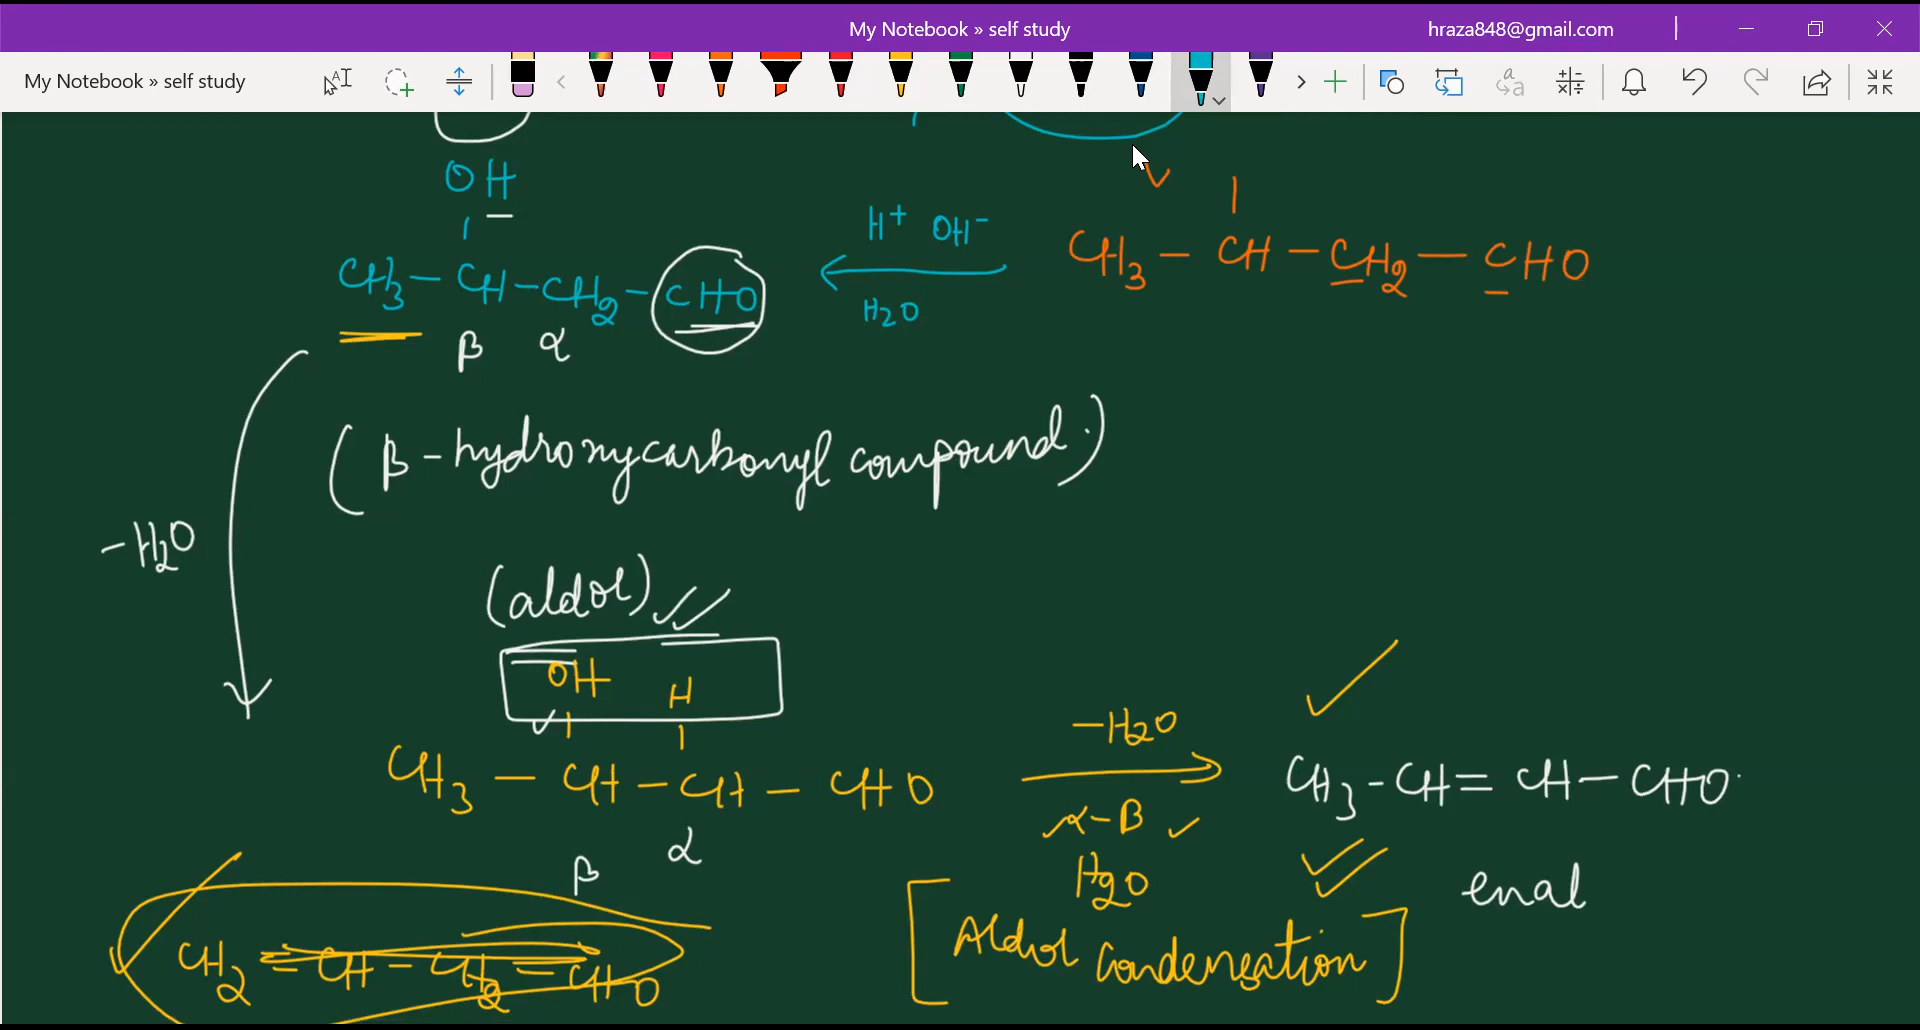 My Notebook » self study
hraza848@gmail.com
My Notebook » self study
OH
H⁺ OH⁻
CH₃ – CH – CH₂ – CHO
CH₃ – CH – CH₂ – CHO
H₂O
β α
(β – hydroxycarbonyl compound.)
–H₂O
(aldol)
OH H
–H₂O
CH₃ – CH – CH – CHO
CH₃ – CH = CH – CHO
α – β
α
β
H₂O
enal
[Aldol Condensation]
CH₂ = CH – CH₂ = CHO